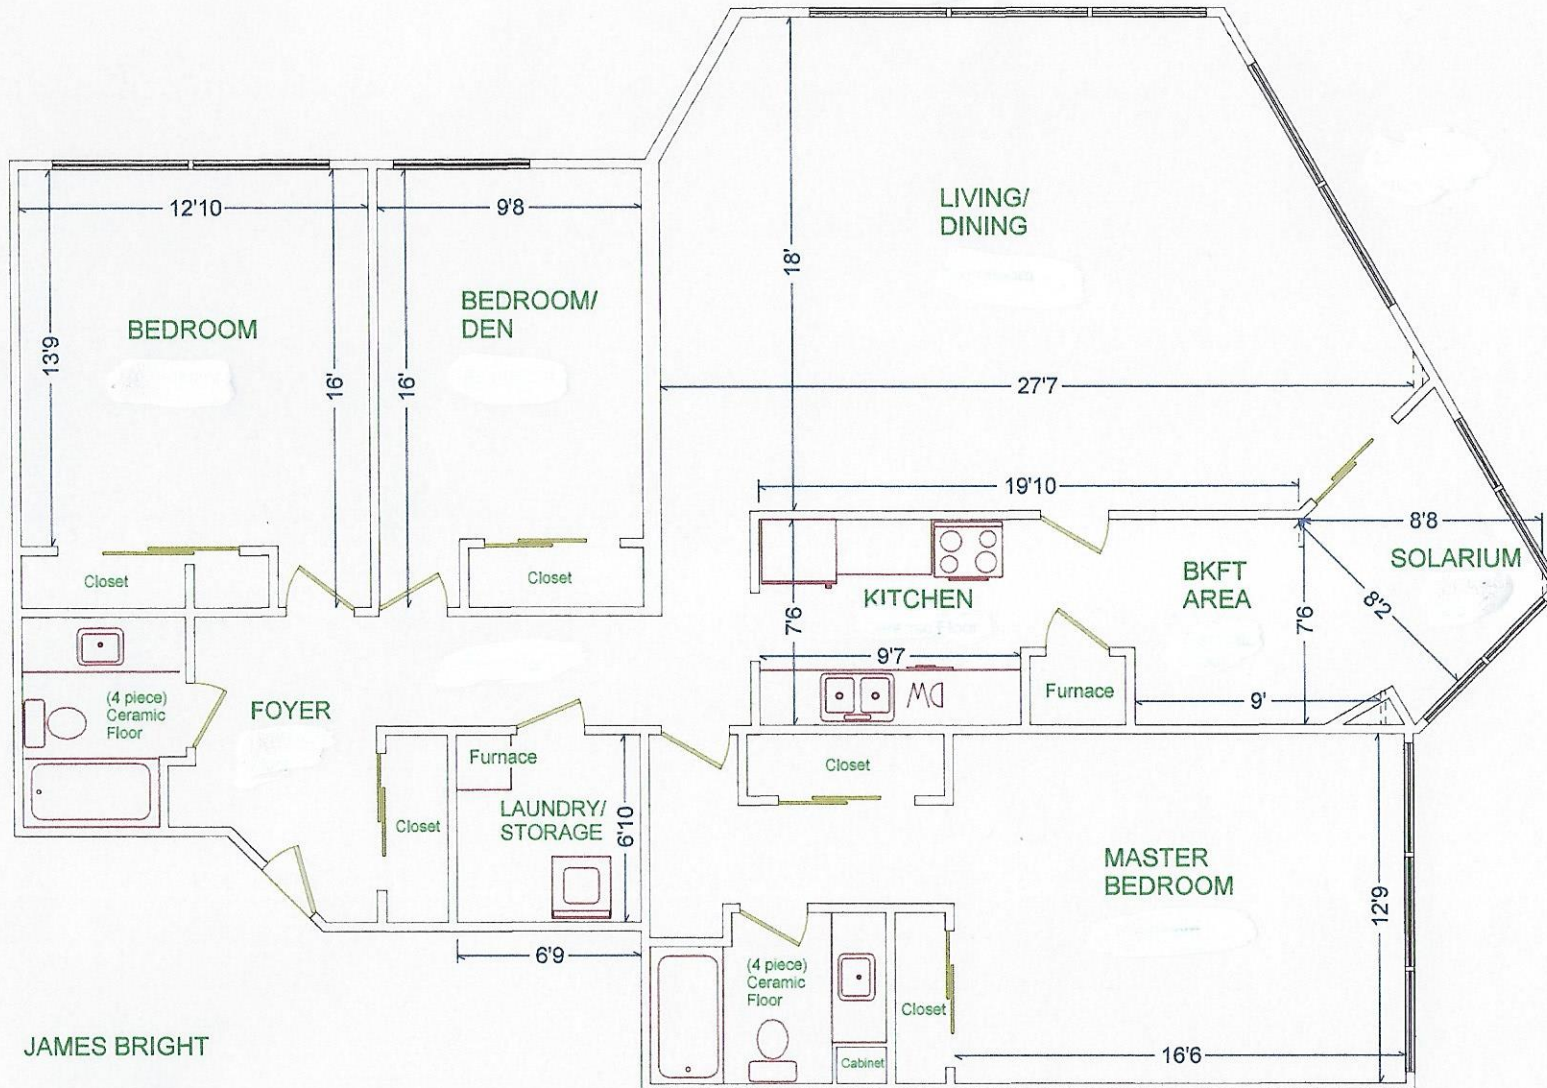 12'10
9'8
LIVING/
DINING
18'
BEDROOM/
DEN
BEDROOM
13'9
16'
16'
27'7
19'10
8'8
SOLARIUM
BKFT
AREA
KITCHEN
8'2
7'6
7'6
Closet
Closet
9'7
DW
Furnace
9'
(4 piece)
Ceramic
Floor
FOYER
Furnace
Closet
LAUNDRY/
STORAGE
6'10
Closet
MASTER
BEDROOM
12'9
6'9
(4 piece)
Ceramic
Floor
Closet
Cabinet
16'6
JAMES BRIGHT